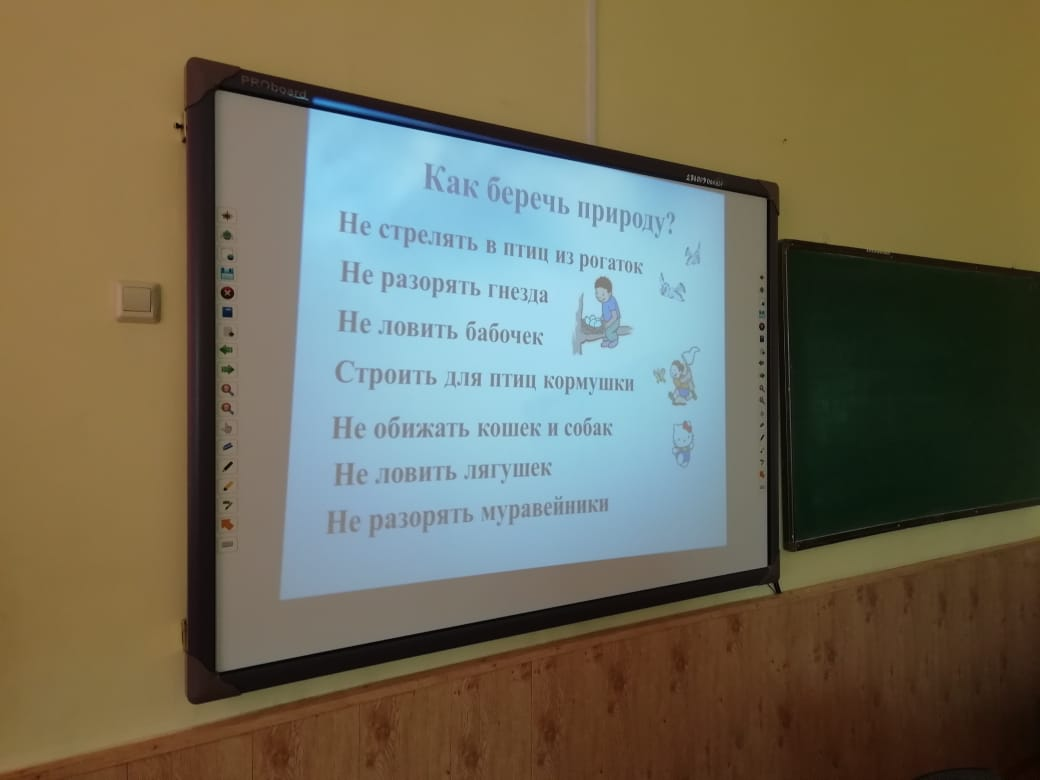 PROboard
Как беречь природу?
Не стрелять в птиц из рогаток
Не разорять гнезда
Не ловить бабочек
Строить для птиц кормушки
Не обижать кошек и собак
Не ловить лягушек
Не разорять муравейники